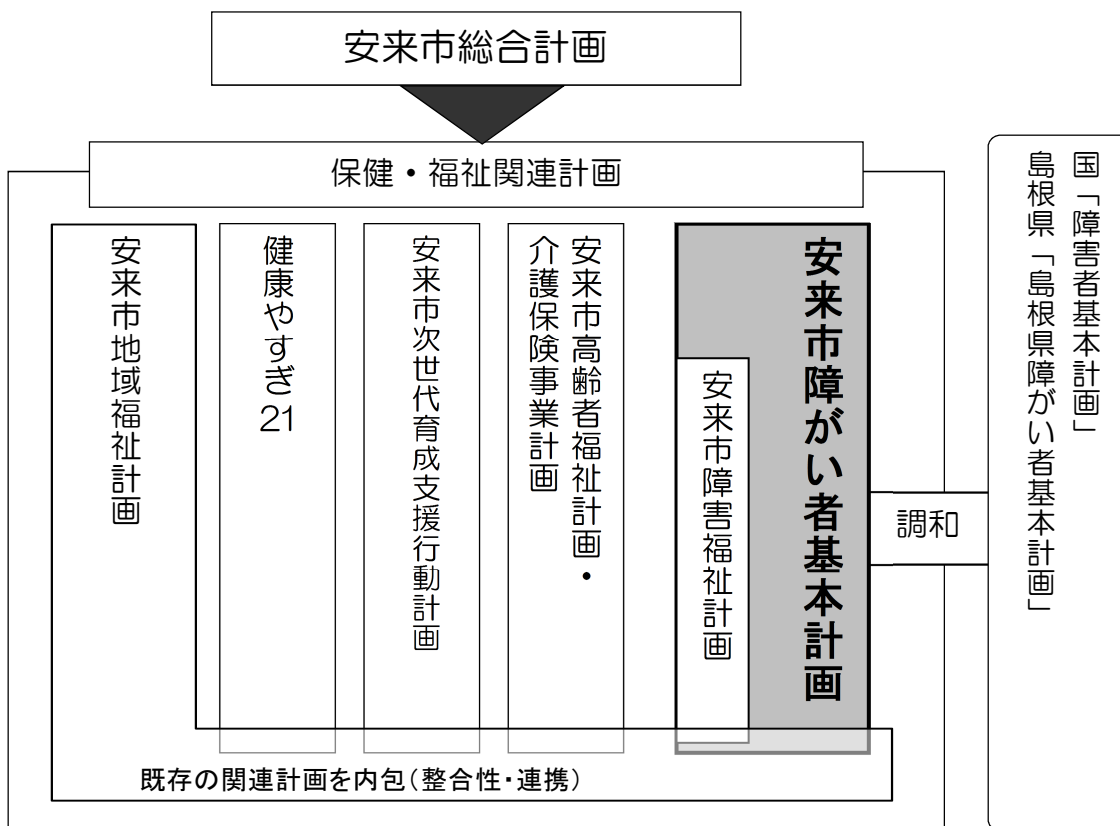 安来市総合計画
保健・福祉関連計画
安来市地域福祉計画
健康やすぎ21
安来市次世代育成支援行動計画
安来市高齢者福祉計画・
介護保険事業計画
安来市障がい者基本計画
安来市障害福祉計画
調和
国「障害者基本計画」
島根県「島根県障がい者基本計画」
既存の関連計画を内包（整合性・連携）